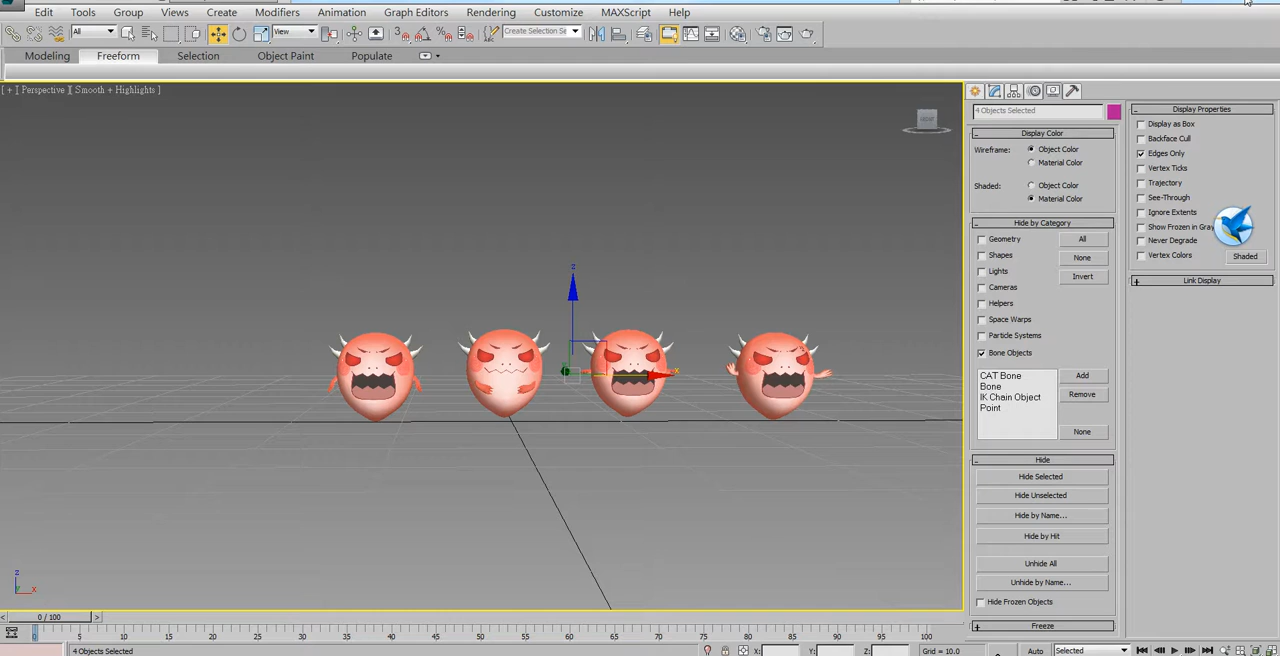 Edit Tools Group Views Create Modifiers Animation Graph Editors Rendering Customize MAXScript Help
All View Create Selection Se
Modeling Freeform Selection Object Paint Populate
[ + ] [ Perspective ] [ Smooth + Highlights ]
4 Objects Selected
Display Color
Wireframe: Object Color
Material Color
Shaded: Object Color
Material Color
Hide by Category
Geometry All
Shapes None
Lights Invert
Cameras
Helpers
Space Warps
Particle Systems
Bone Objects
CAT Bone Add
Bone Remove
IK Chain Object
Point
None
Hide
Hide Selected
Hide Unselected
Hide by Name...
Hide by Hit
Unhide All
Unhide by Name...
Hide Frozen Objects
Freeze
Display Properties
Display as Box
Backface Cull
Edges Only
Vertex Ticks
Trajectory
See-Through
Ignore Extents
Show Frozen in Gray
Never Degrade
Vertex Colors Shaded
Link Display
z
x
z
y x
0 / 100
0 5 10 15 20 25 30 35 40 45 50 55 60 65 70 75 80 85 90 95 100
4 Objects Selected X: Y: Z: Grid = 10.0 Auto Selected